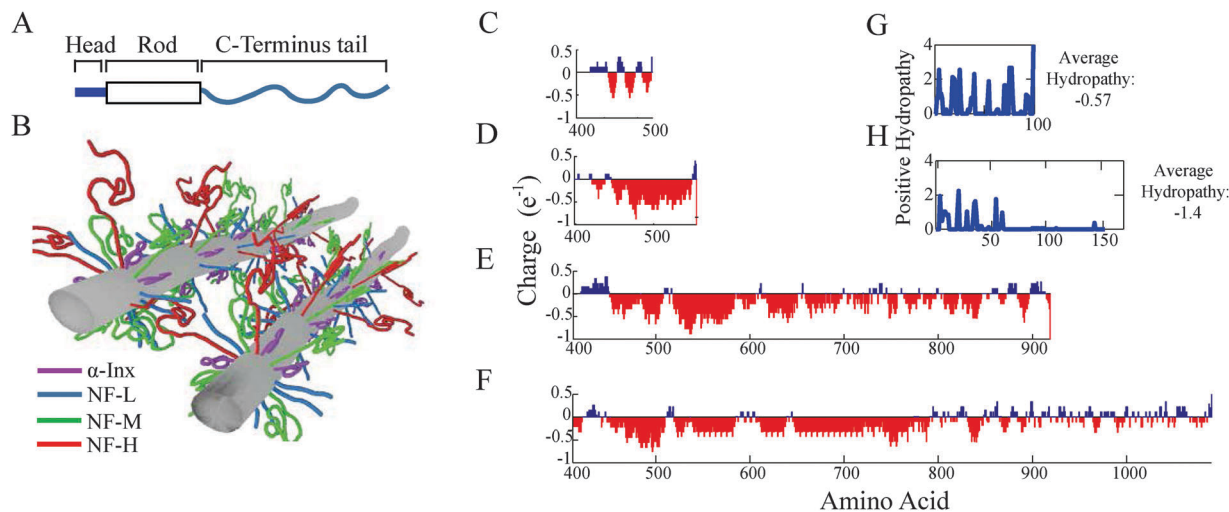 A
Head Rod C-Terminus tail
B
α-Inx
NF-L
NF-M
NF-H
Charge (e⁻¹)
C
0.5
0
-0.5
-1
400 500
D
0.5
0
-0.5
-1
400 500
E
0.5
0
-0.5
-1
400 500 600 700 800 900
F
0.5
0
-0.5
-1
400 500 600 700 800 900 1000
Amino Acid
Positive Hydropathy
G
4
2
0
100
Average
Hydropathy:
-0.57
H
4
2
0
50 100 150
Average
Hydropathy:
-1.4